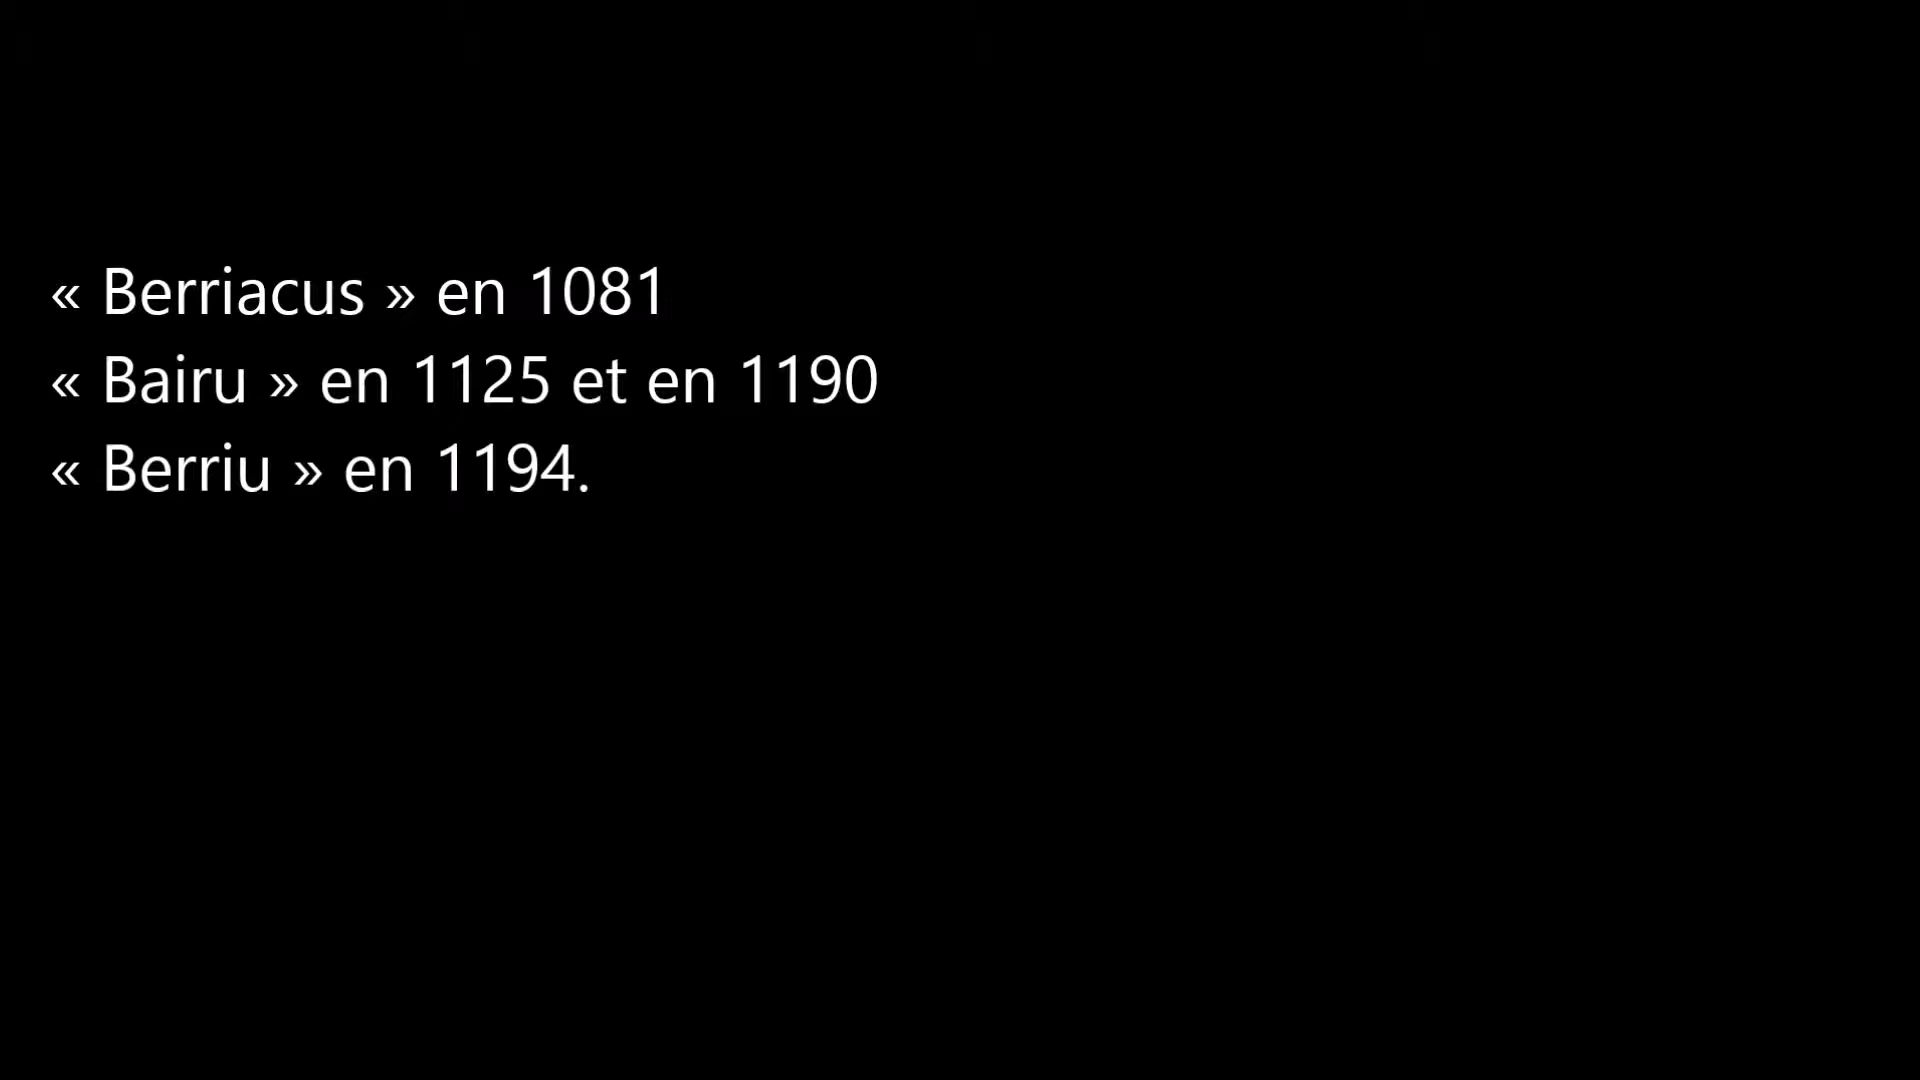 « Berriacus » en 1081
« Bairu » en 1125 et en 1190
« Berriu » en 1194.